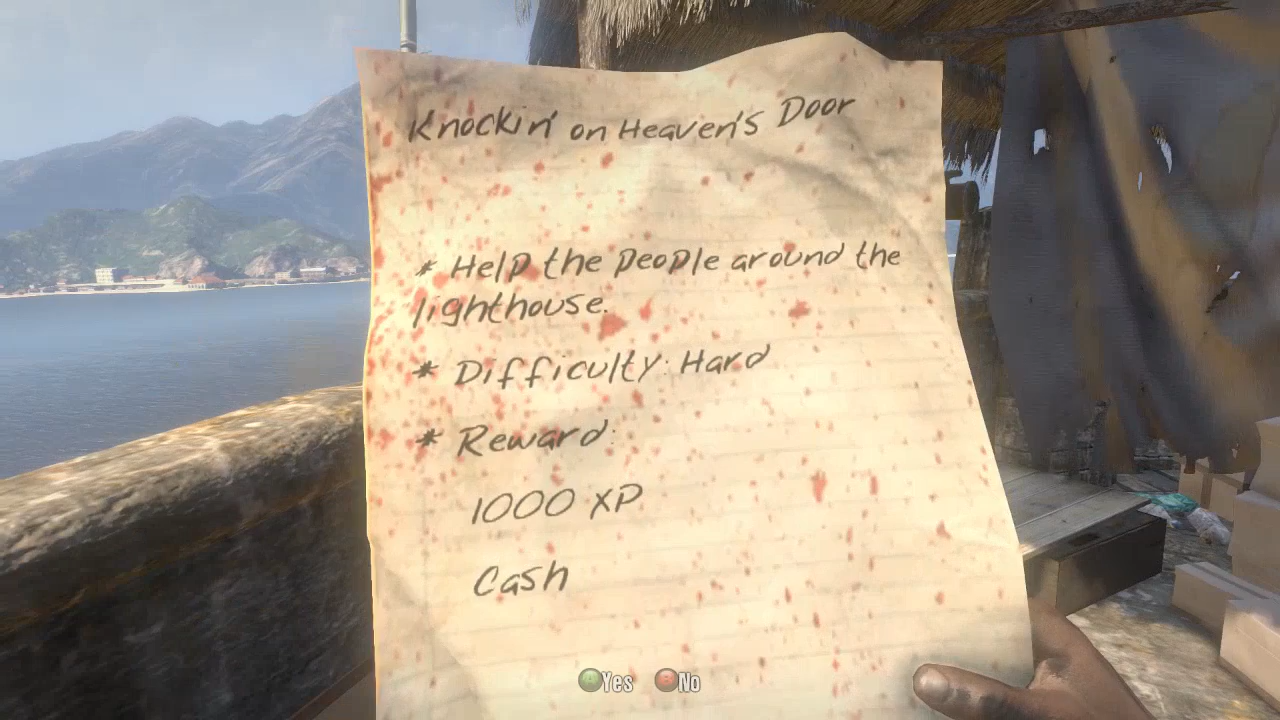 Knockin' on Heaven's Door
* Help the people around the
lighthouse.
* Difficulty: Hard
* Reward:
1000 XP
Cash
A Yes B No